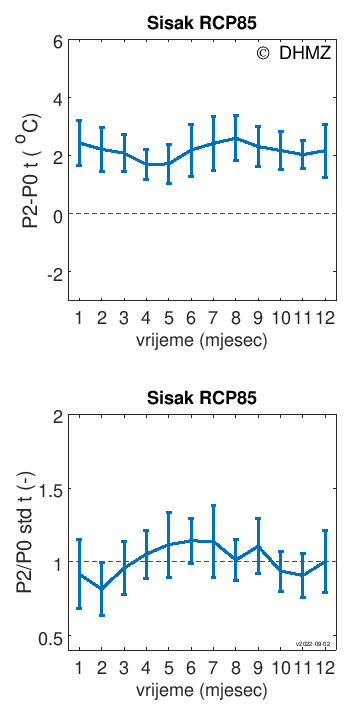 Sisak RCP85
© DHMZ
P2-P0 t ( °C)
6
4
2
0
-2
1 2 3 4 5 6 7 8 9 10 11 12
vrijeme (mjesec)
Sisak RCP85
P2/P0 std t (-)
2
1.5
1
0.5
v2022-09-02
1 2 3 4 5 6 7 8 9 10 11 12
vrijeme (mjesec)